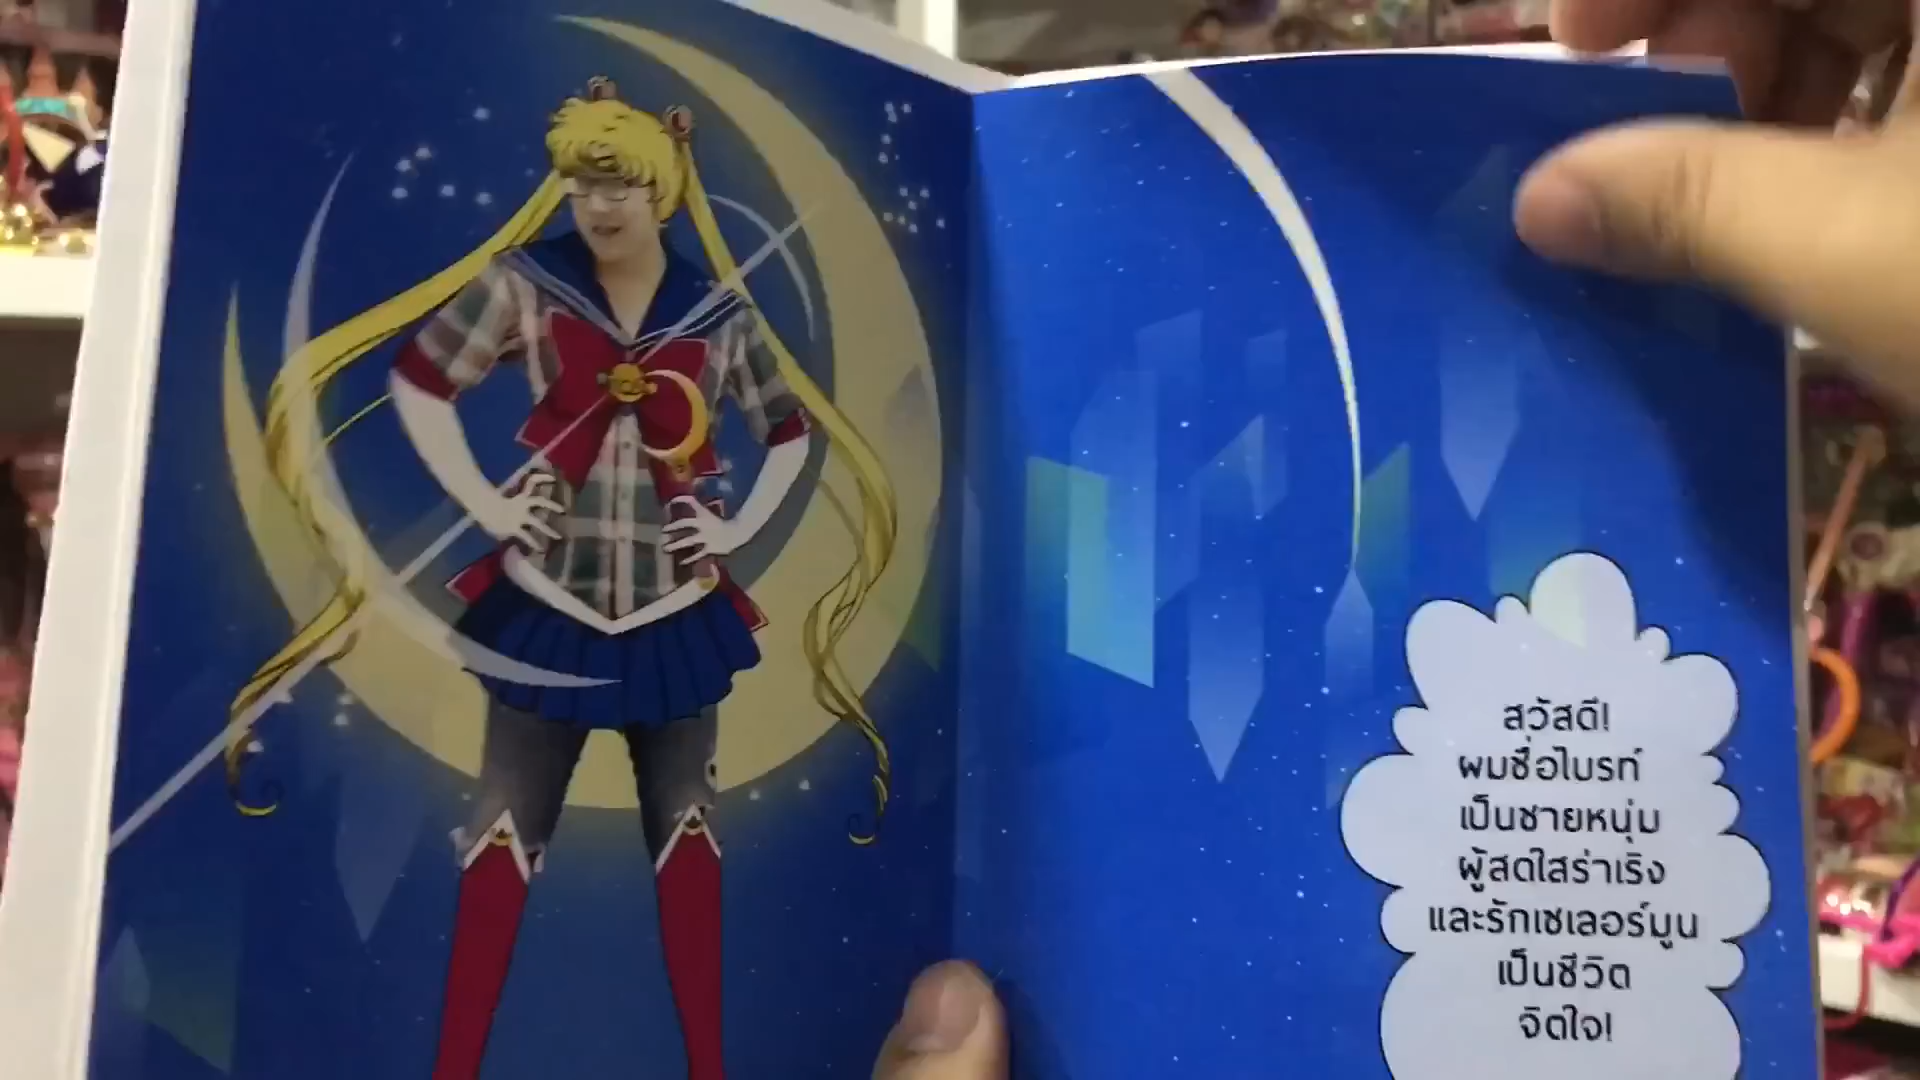 สวัสดี!
ผมชื่อไบรท์
เป็นชายหนุ่ม
ผู้สดใสร่าเริง
และรักเซเลอร์มูน
เป็นชีวิต
จิตใจ!